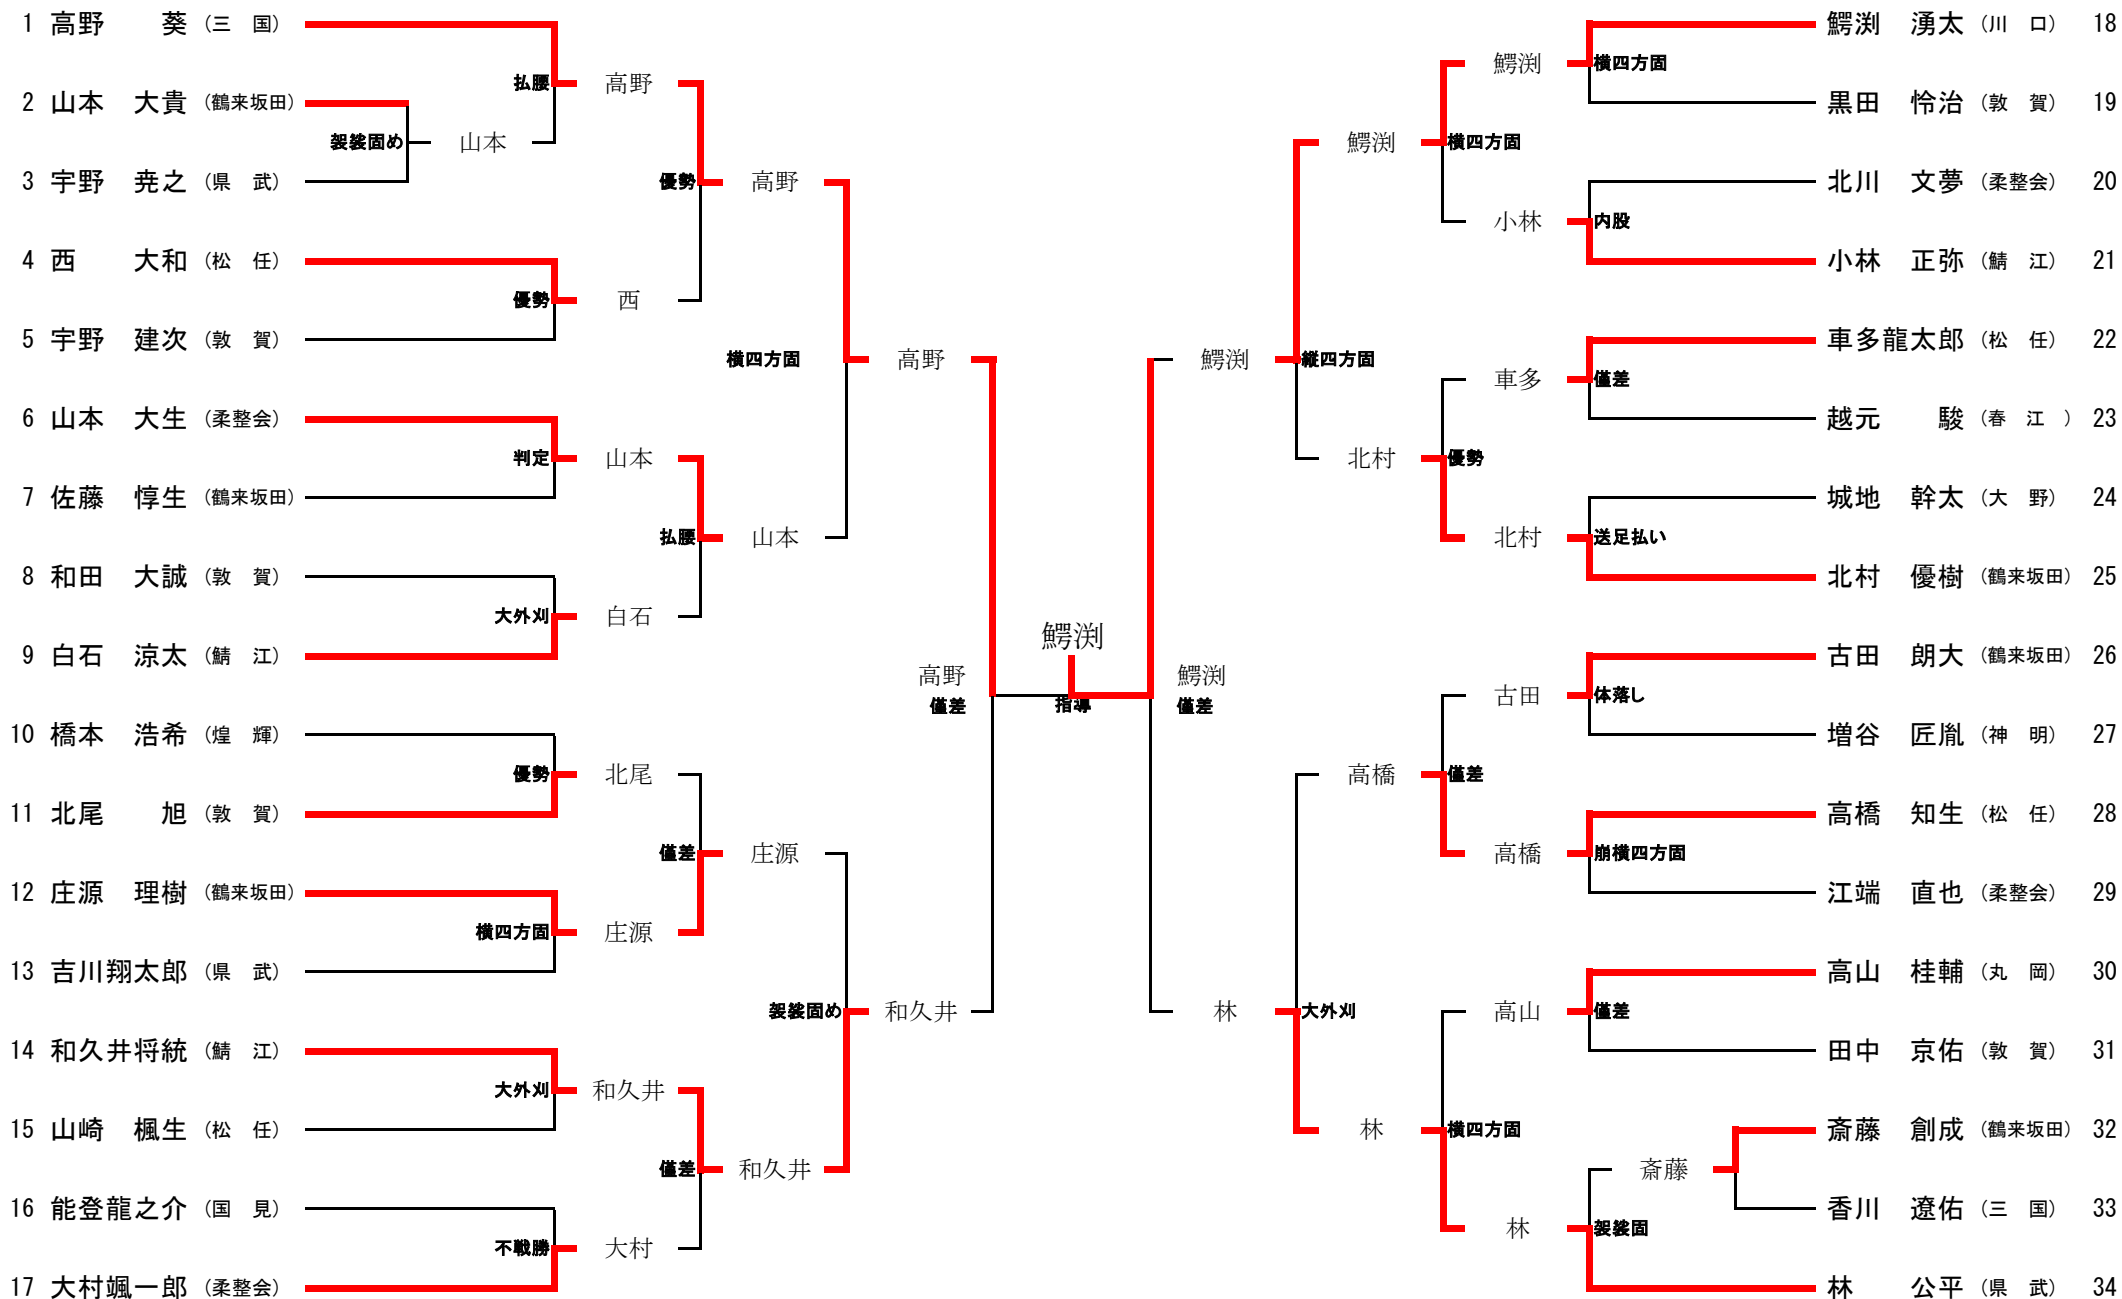 1 高野　　葵 （三　国）
2 山本　大貴 （鶴来坂田）
3 宇野　尭之 （県　武）
4 西　　大和 （松　任）
5 宇野　建次 （敦　賀）
6 山本　大生 （柔整会）
7 佐藤　惇生 （鶴来坂田）
8 和田　大誠 （敦　賀）
9 白石　涼太 （鯖　江）
10 橋本　浩希 （煌　輝）
11 北尾　　旭 （敦　賀）
12 庄源　理樹 （鶴来坂田）
13 吉川翔太郎 （県　武）
14 和久井将統 （鯖　江）
15 山崎　楓生 （松　任）
16 能登龍之介 （国　見）
17 大村颯一郎 （柔整会）
袈裟固め
山本
払腰
高野
優勢
西
判定
山本
大外刈
白石
優勢
北尾
横四方固
庄源
大外刈
和久井
不戦勝
大村
優勢
高野
払腰
山本
僅差
庄源
僅差
和久井
横四方固
高野
袈裟固め
和久井
高野
僅差
鰐渕
指導
鰐渕
僅差
鰐渕
縦四方固
林
大外刈
鰐渕
横四方固
北村
優勢
高橋
僅差
林
横四方固
鰐渕
横四方固
小林
内股
車多
僅差
北村
送足払い
古田
体落し
高橋
崩横四方固
高山
僅差
林
袈裟固
斎藤
鰐渕　湧太 （川　口） 18
黒田　怜治 （敦　賀） 19
北川　文夢 （柔整会） 20
小林　正弥 （鯖　江） 21
車多龍太郎 （松　任） 22
越元　　駿 （春　江　） 23
城地　幹太 （大　野） 24
北村　優樹 （鶴来坂田） 25
古田　朗大 （鶴来坂田） 26
増谷　匠胤 （神　明） 27
高橋　知生 （松　任） 28
江端　直也 （柔整会） 29
高山　桂輔 （丸　岡） 30
田中　京佑 （敦　賀） 31
斎藤　創成 （鶴来坂田） 32
香川　遼佑 （三　国） 33
林　　公平 （県　武） 34